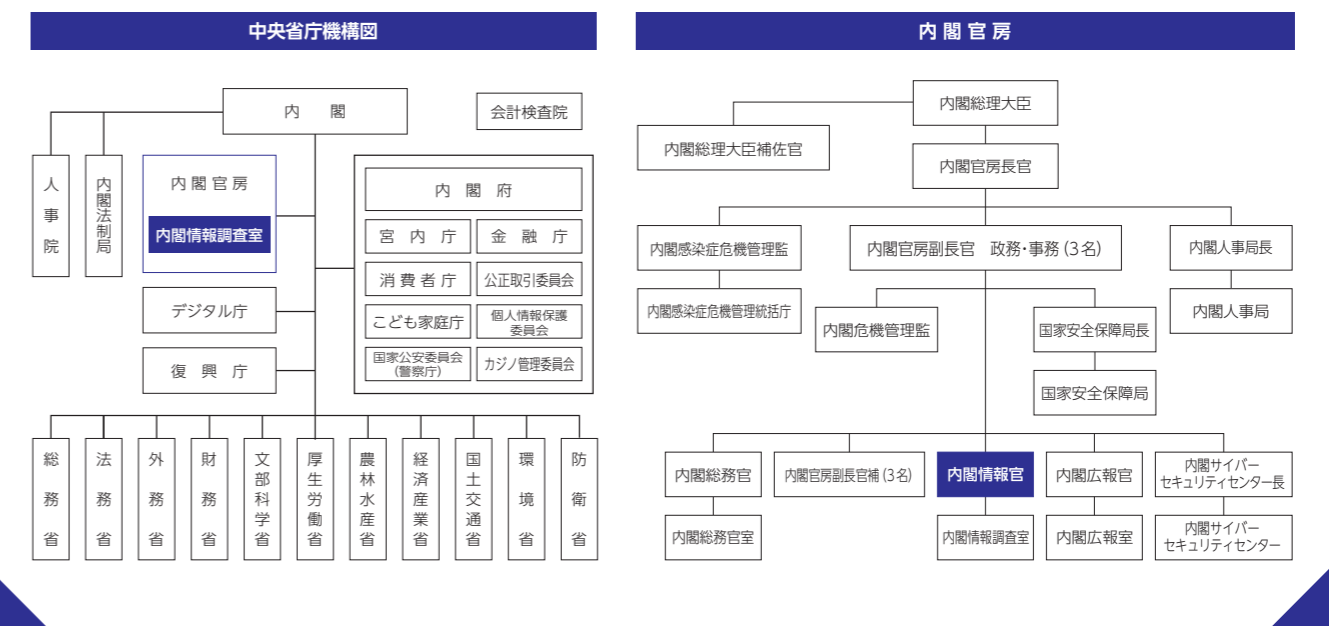 中央省庁機構図
内　閣
会計検査院
人事院
内閣法制局
内閣官房
内閣情報調査室
デジタル庁
復興庁
内閣府
宮内庁
金融庁
消費者庁
公正取引委員会
こども家庭庁
個人情報保護
委員会
国家公安委員会
(警察庁)
カジノ管理委員会
総務省
法務省
外務省
財務省
文部科学省
厚生労働省
農林水産省
経済産業省
国土交通省
環境省
防衛省
内閣官房
内閣総理大臣
内閣総理大臣補佐官
内閣官房長官
内閣感染症危機管理監
内閣官房副長官　政務・事務(3名)
内閣人事局長
内閣感染症危機管理統括庁
内閣危機管理監
国家安全保障局長
内閣人事局
国家安全保障局
内閣総務官
内閣官房副長官補(3名)
内閣情報官
内閣広報官
内閣サイバー
セキュリティセンター長
内閣総務官室
内閣情報調査室
内閣広報室
内閣サイバー
セキュリティセンター